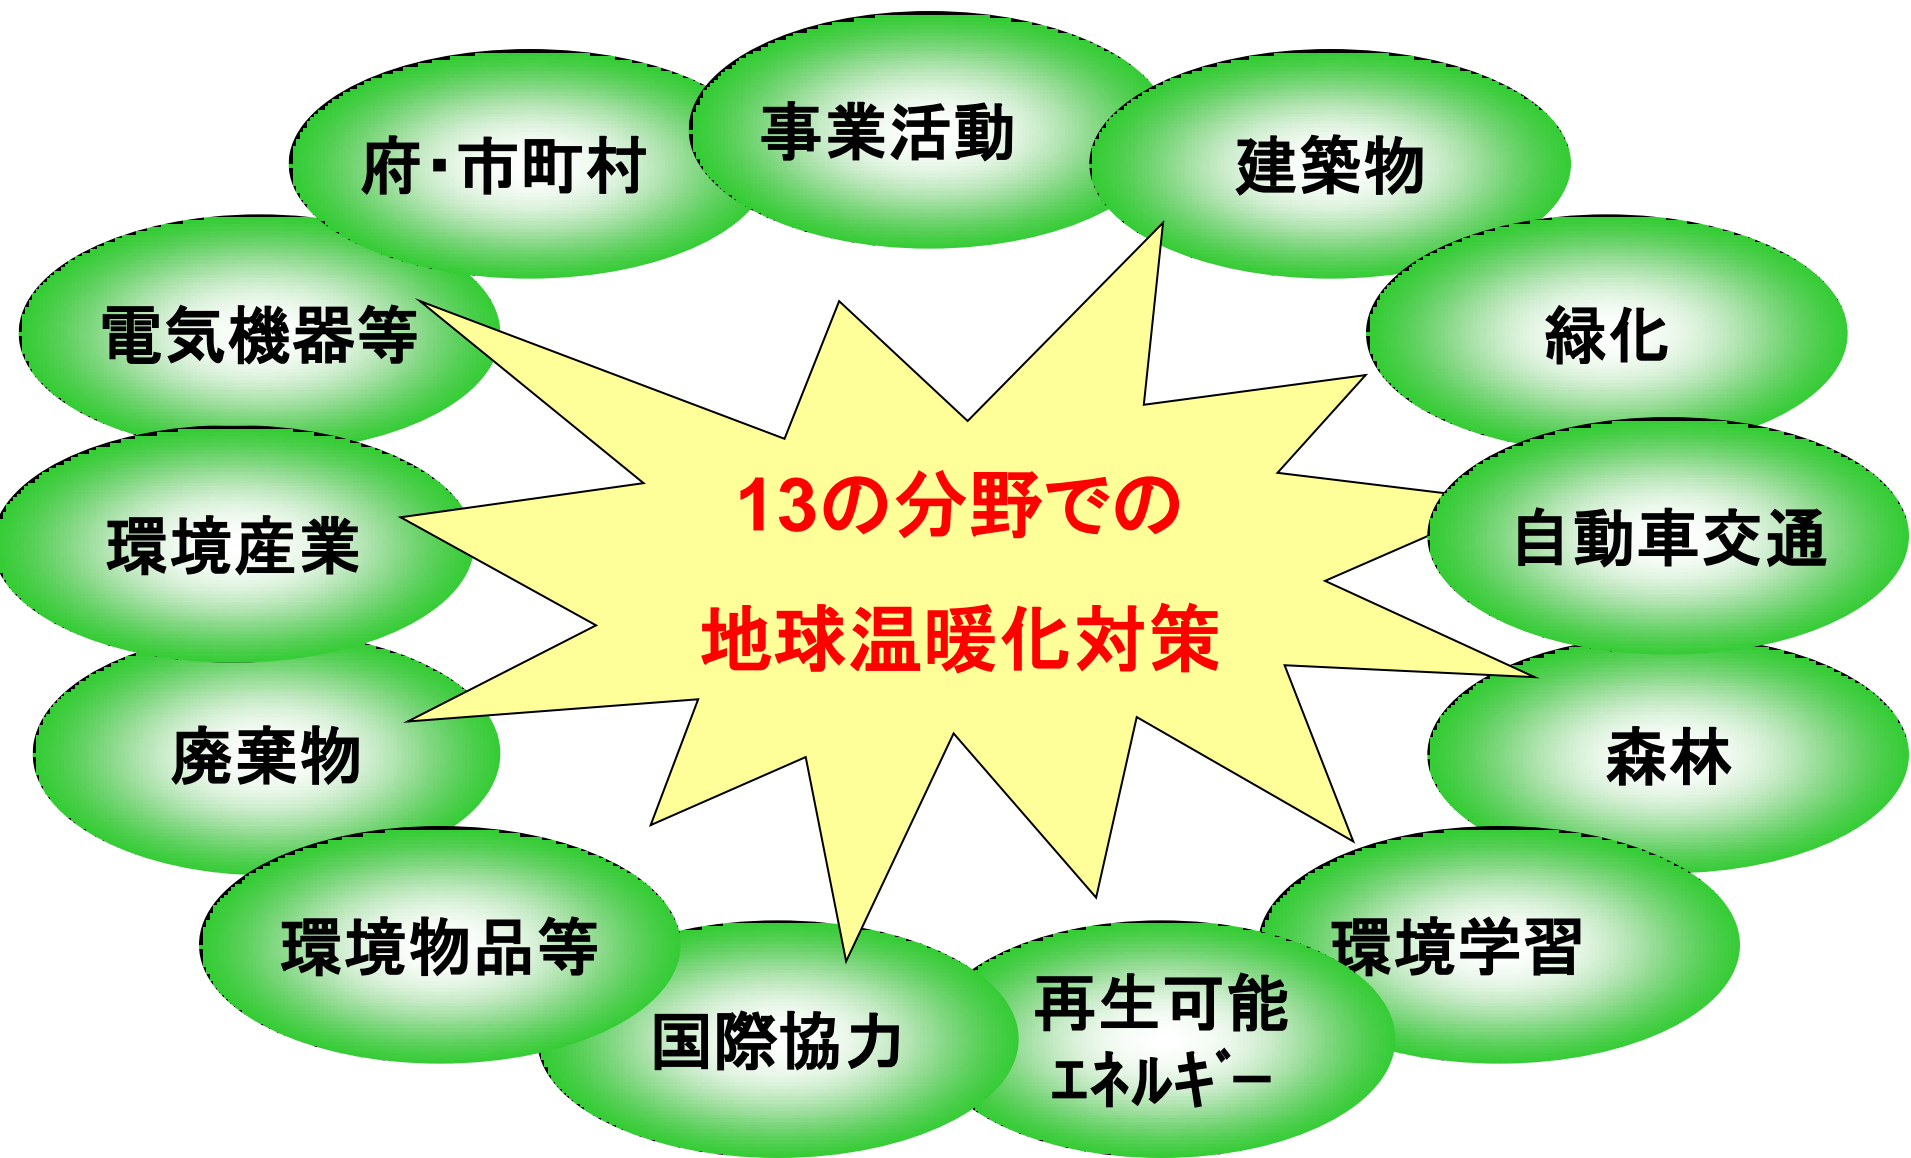 事業活動
府・市町村
建築物
電気機器等
緑化
13の分野での
自動車交通
環境産業
地球温暖化対策
廃棄物
森林
環境物品等
環境学習
国際協力
再生可能
ｴﾈﾙｷﾞｰ